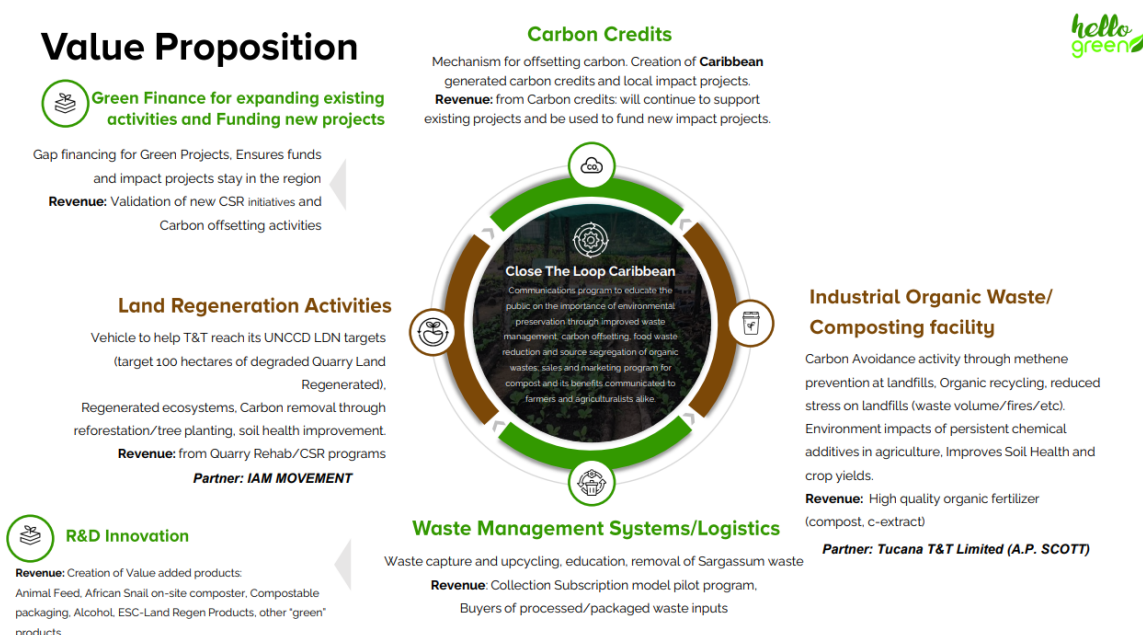 Value Proposition
hello
green
Green Finance for expanding existing
activities and Funding new projects
Gap financing for Green Projects, Ensures funds
and impact projects stay in the region
Revenue: Validation of new CSR initiatives and
Carbon offsetting activities
Carbon Credits
Mechanism for offsetting carbon. Creation of Caribbean
generated carbon credits and local impact projects.
Revenue: from Carbon credits: will continue to support
existing projects and be used to fund new impact projects.
CO₂
Close The Loop Caribbean
Communications program to educate the
public on the importance of environmental
preservation through improved waste
management, carbon offsetting, food waste
reduction and source segregation of organic
wastes; sales and marketing program for
compost and its benefits communicated to
farmers and agriculturalists alike.
Land Regeneration Activities
Vehicle to help T&T reach its UNCCD LDN targets
(target 100 hectares of degraded Quarry Land
Regenerated),
Regenerated ecosystems, Carbon removal through
reforestation/tree planting, soil health improvement.
Revenue: from Quarry Rehab/CSR programs
Partner: IAM MOVEMENT
Industrial Organic Waste/
Composting facility
Carbon Avoidance activity through methene
prevention at landfills, Organic recycling, reduced
stress on landfills (waste volume/fires/etc).
Environment impacts of persistent chemical
additives in agriculture, Improves Soil Health and
crop yields.
Revenue: High quality organic fertilizer
(compost, c-extract)
Partner: Tucana T&T Limited (A.P. SCOTT)
R&D Innovation
Revenue: Creation of Value added products:
Animal Feed, African Snail on-site composter, Compostable
packaging, Alcohol, ESC-Land Regen Products, other "green"
products
Waste Management Systems/Logistics
Waste capture and upcycling, education, removal of Sargassum waste
Revenue: Collection Subscription model pilot program,
Buyers of processed/packaged waste inputs